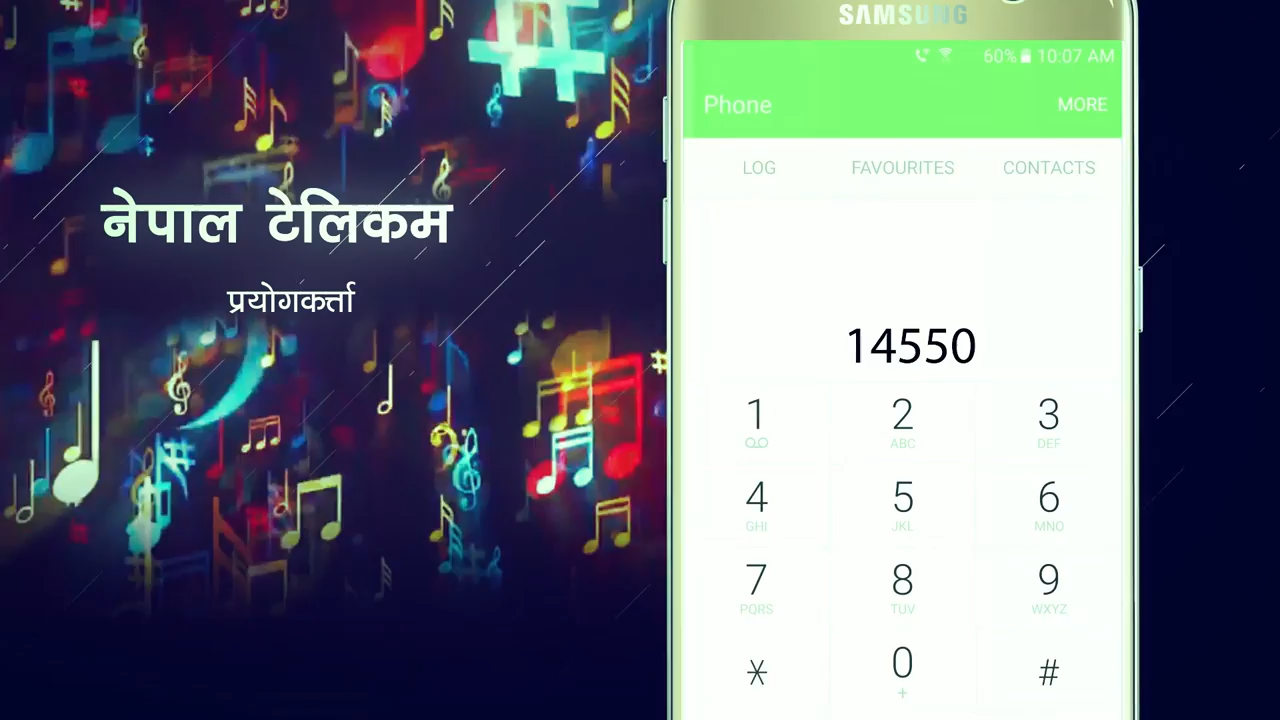 नेपाल टेलिकम
प्रयोगकर्त्ता
SAMSUNG
60% 10:07 AM
Phone MORE
LOG FAVOURITES CONTACTS
14550
1 2 3
ABC DEF
4 5 6
GHI JKL MNO
7 8 9
PQRS TUV WXYZ
* 0 #
+